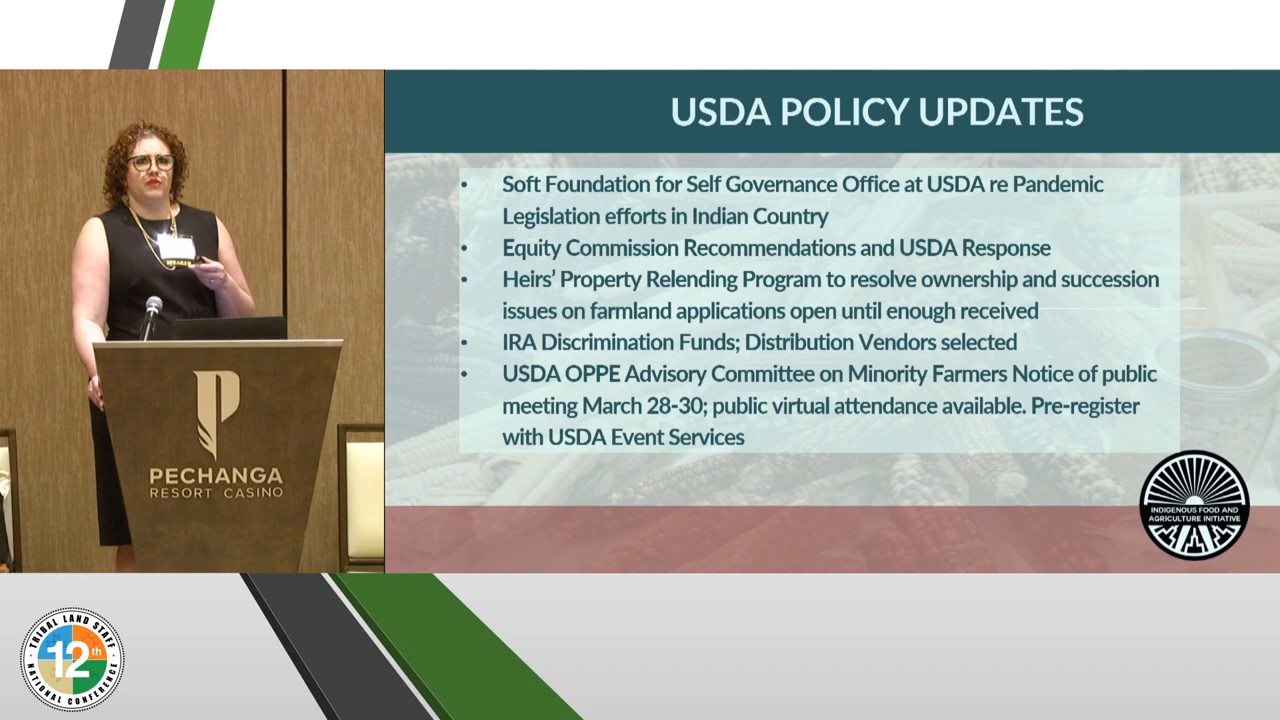 USDA POLICY UPDATES
• Soft Foundation for Self Governance Office at USDA re Pandemic
Legislation efforts in Indian Country
• Equity Commission Recommendations and USDA Response
• Heirs’ Property Relending Program to resolve ownership and succession
issues on farmland applications open until enough received
• IRA Discrimination Funds; Distribution Vendors selected
• USDA OPPE Advisory Committee on Minority Farmers Notice of public
meeting March 28-30; public virtual attendance available. Pre-register
with USDA Event Services
INDIGENOUS FOOD AND
AGRICULTURE INITIATIVE
SPEAKER
PECHANGA
RESORT CASINO
TRIBAL LAND STAFF
12th
NATIONAL CONFERENCE